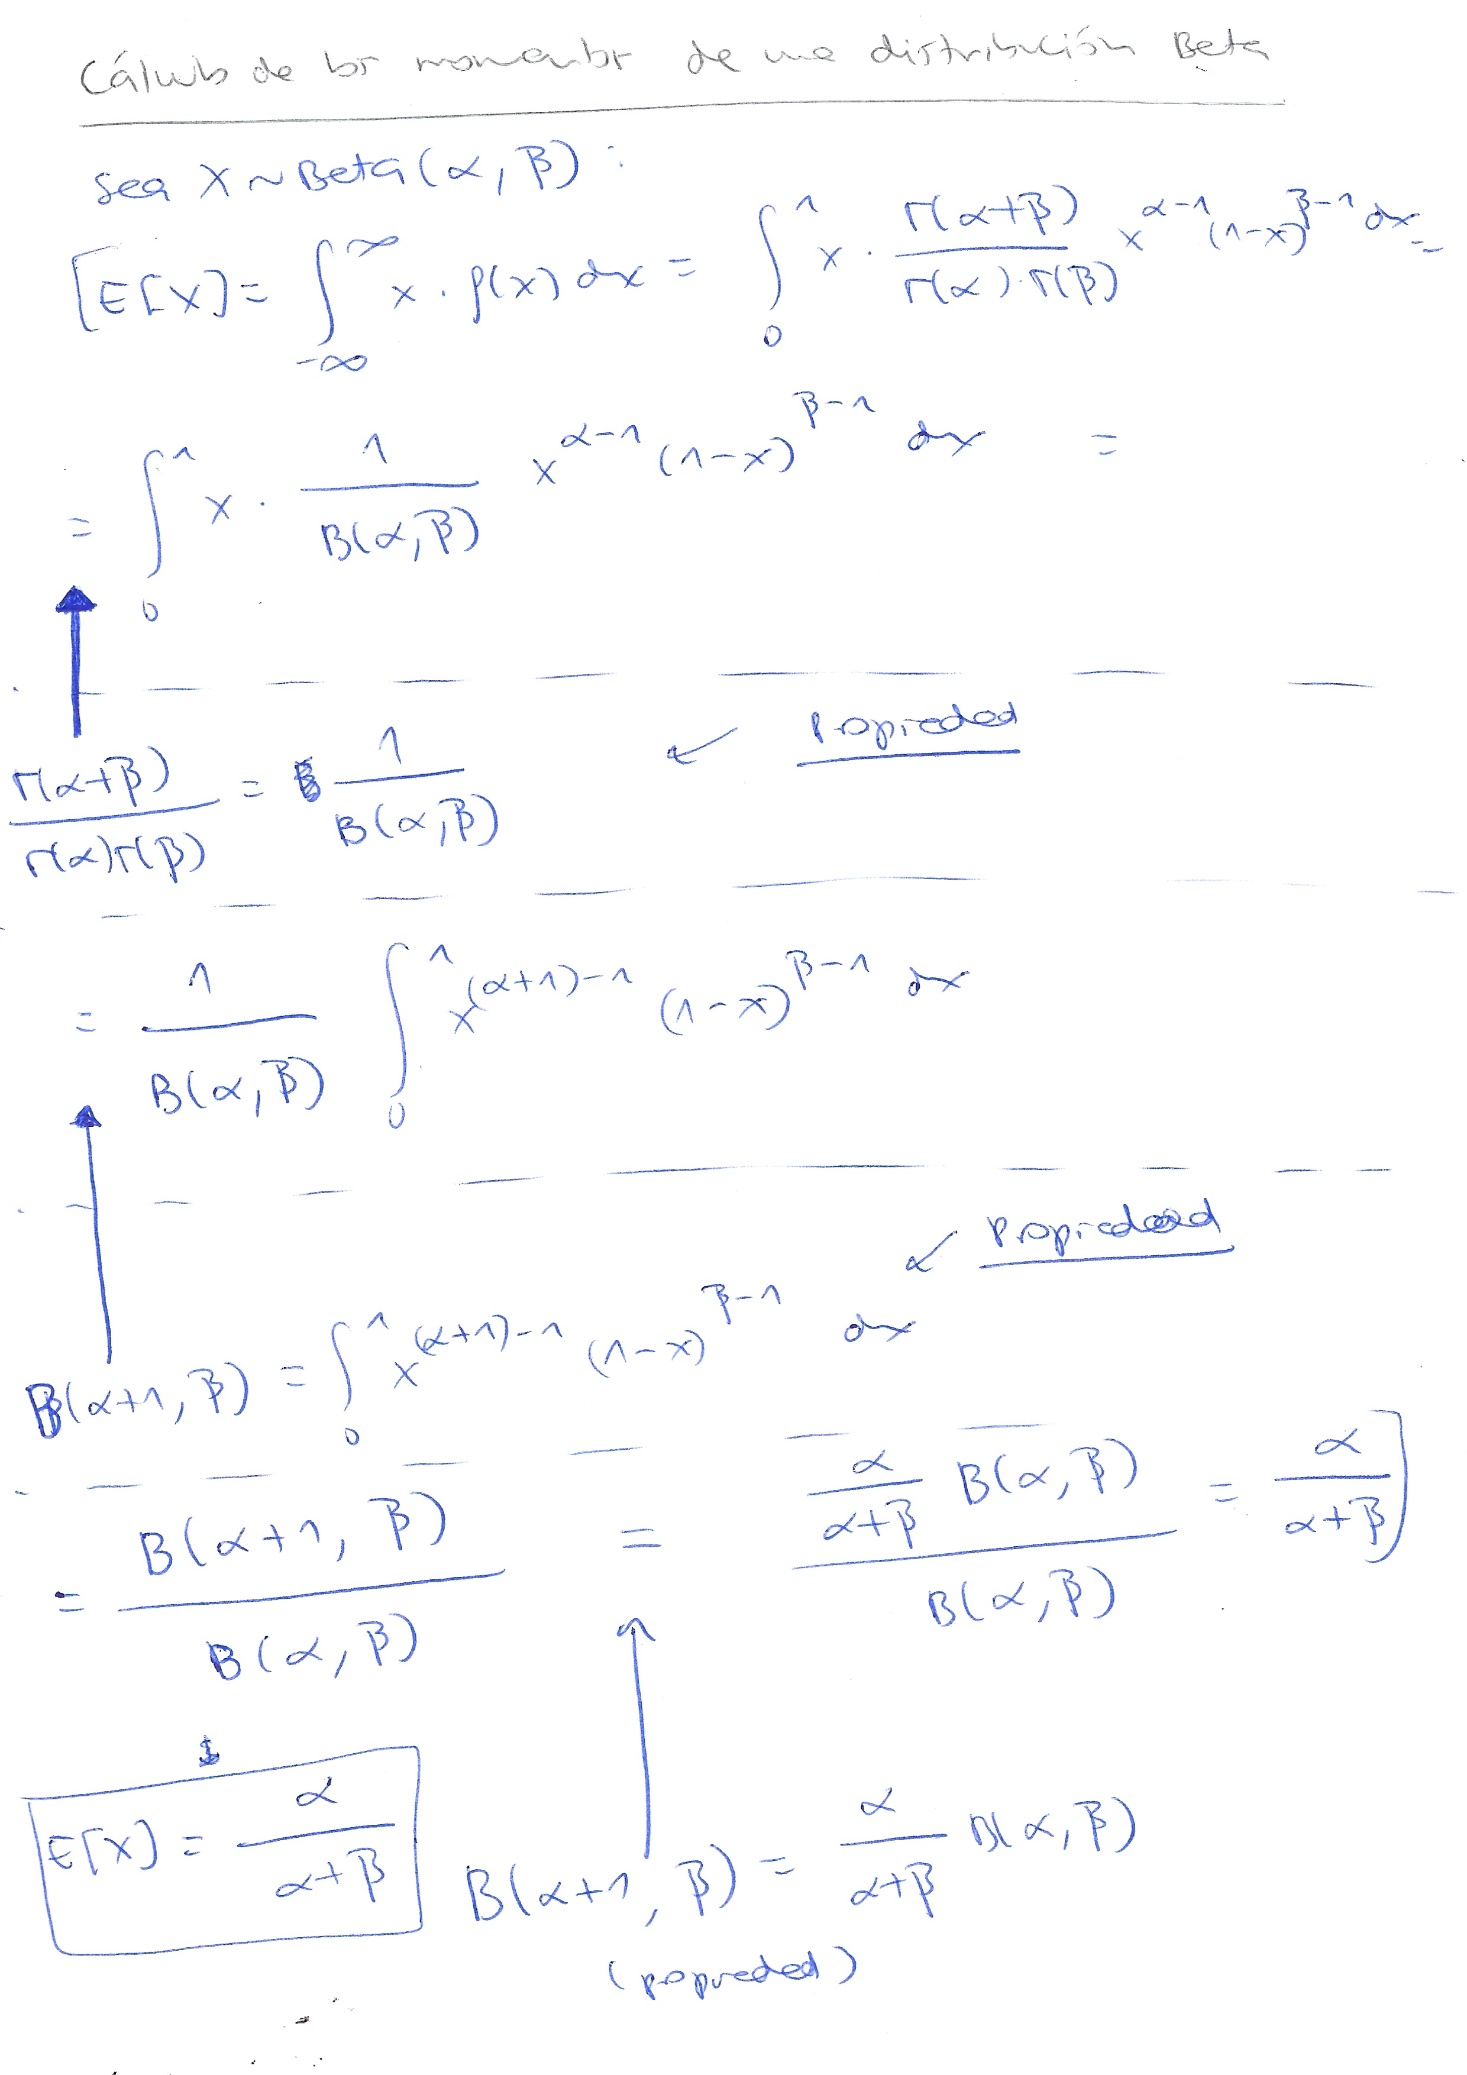 Cálculo de los momentos de una distribución Beta
Sea X ~ Beta(α, β) :
[E[X] = ∫_{-∞}^{∞} x · f(x) dx = ∫_0^1 x · Γ(α+β) / (Γ(α)·Γ(β)) x^{α-1} (1-x)^{β-1} dx =
= ∫_0^1 x · 1 / B(α,β) x^{α-1} (1-x)^{β-1} dx =
Γ(α+β) / (Γ(α)Γ(β)) = 1 / B(α,β) ↙ Propiedad
= 1 / B(α,β) ∫_0^1 x^{(α+1)-1} (1-x)^{β-1} dx
↙ Propiedad
B(α+1, β) = ∫_0^1 x^{(α+1)-1} (1-x)^{β-1} dx
= B(α+1, β) / B(α, β) = (α / (α+β) B(α, β)) / B(α, β) = α / (α+β)]
E[X] = α / (α+β)
B(α+1, β) = α / (α+β) B(α, β)
(propiedad)